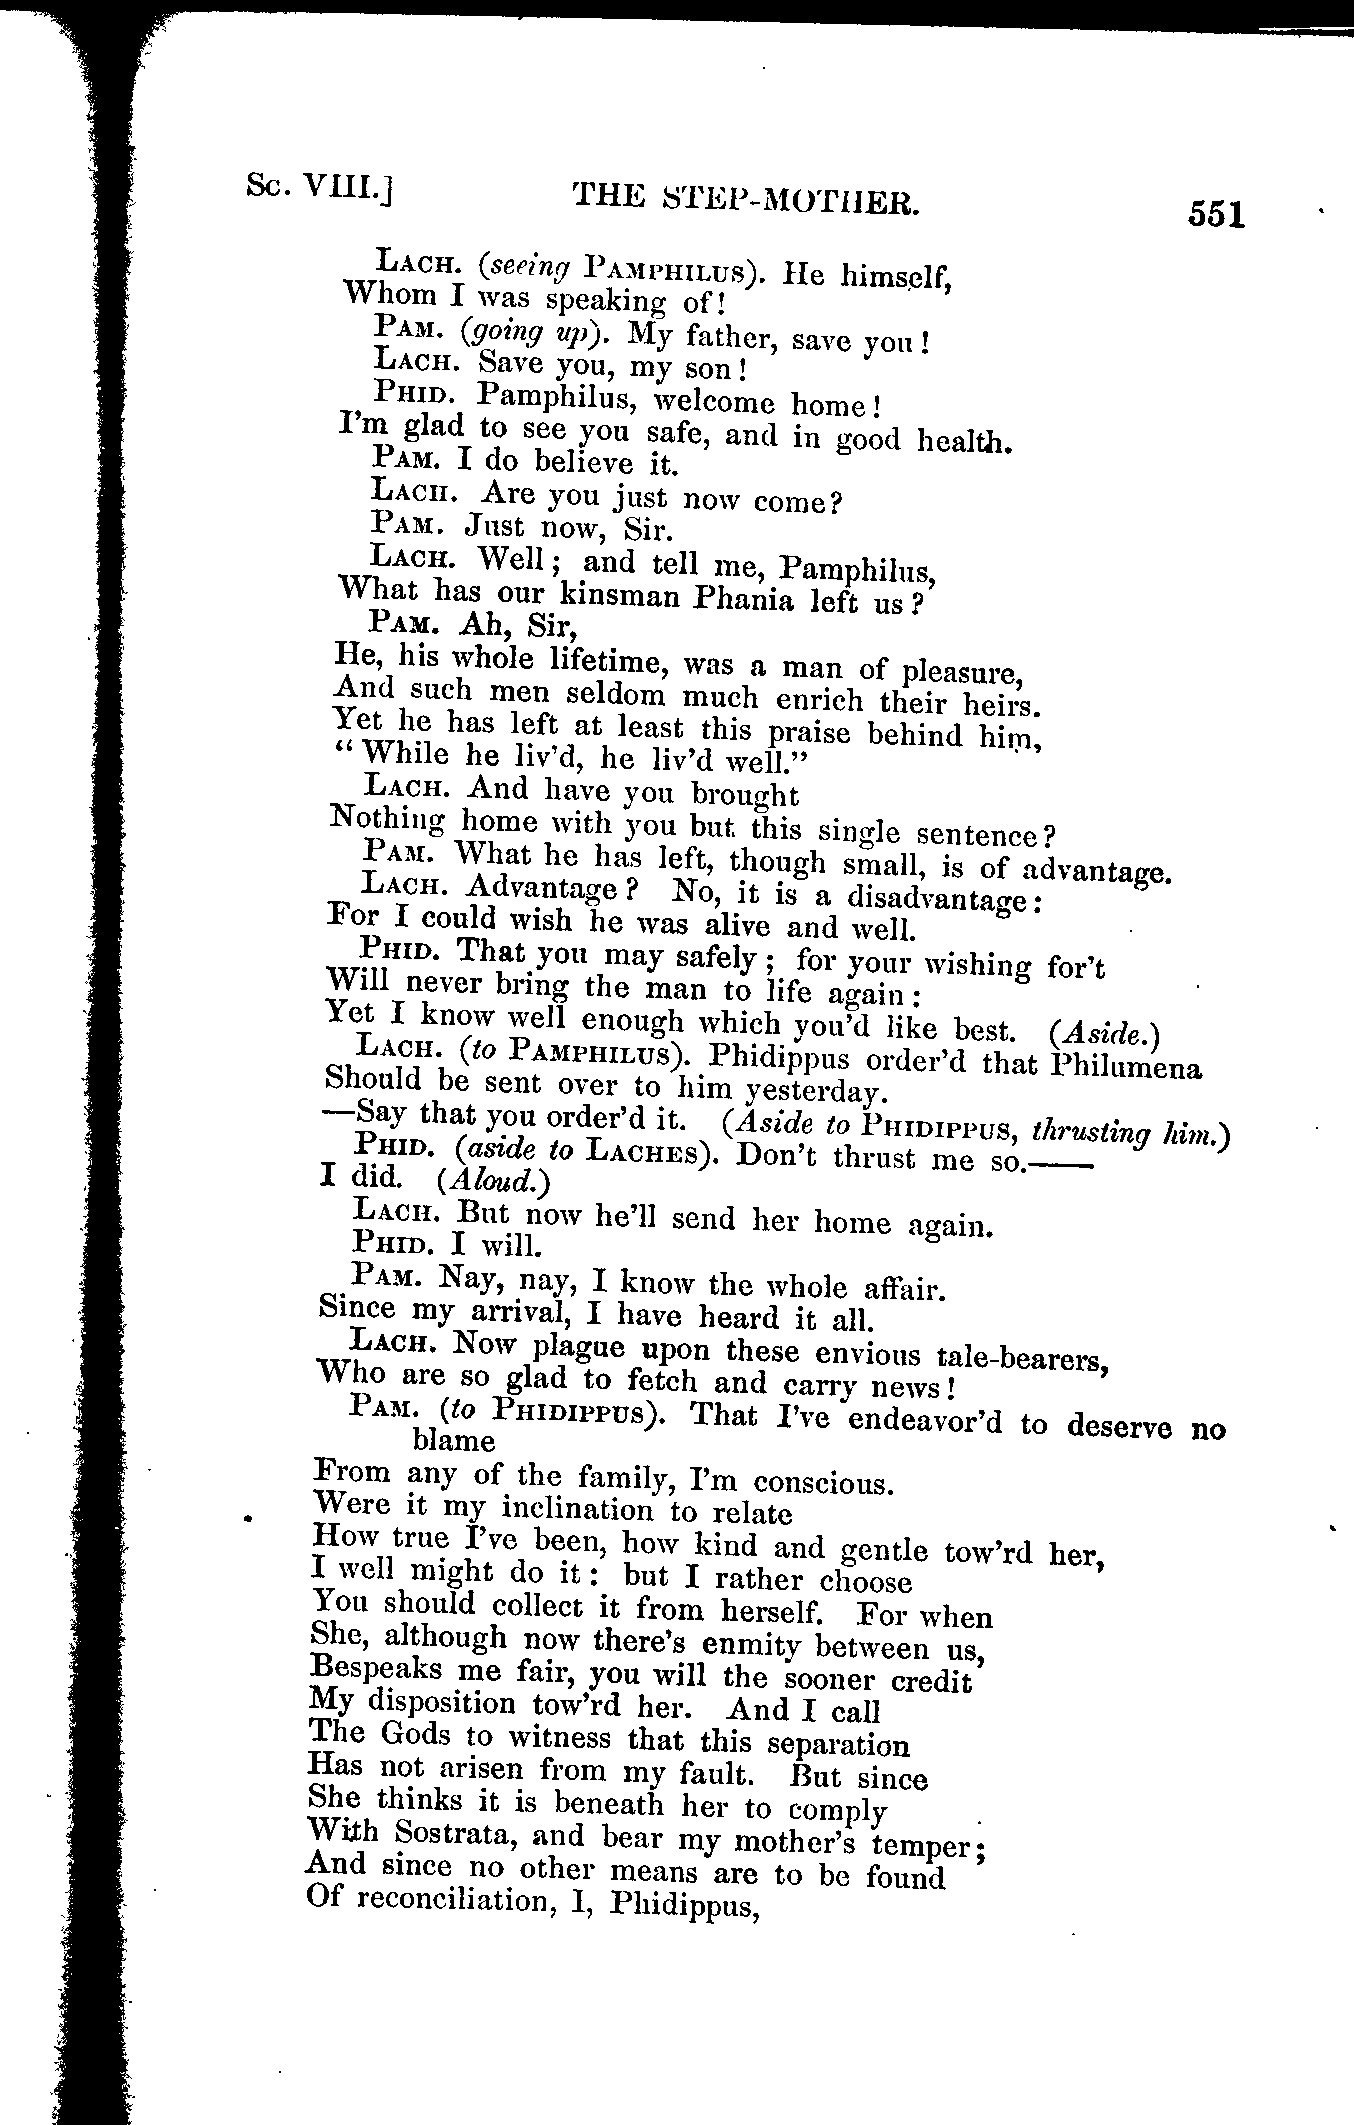 Sc. VIII.] THE STEP-MOTHER. 551
LACH. (seeing PAMPHILUS). He himself,
Whom I was speaking of!
PAM. (going up). My father, save you!
LACH. Save you, my son!
PHID. Pamphilus, welcome home!
I'm glad to see you safe, and in good health.
PAM. I do believe it.
LACH. Are you just now come?
PAM. Just now, Sir.
LACH. Well; and tell me, Pamphilus,
What has our kinsman Phania left us?
PAM. Ah, Sir,
He, his whole lifetime, was a man of pleasure,
And such men seldom much enrich their heirs.
Yet he has left at least this praise behind him,
"While he liv'd, he liv'd well."
LACH. And have you brought
Nothing home with you but this single sentence?
PAM. What he has left, though small, is of advantage.
LACH. Advantage? No, it is a disadvantage:
For I could wish he was alive and well.
PHID. That you may safely; for your wishing for't
Will never bring the man to life again:
Yet I know well enough which you'd like best. (Aside.)
LACH. (to PAMPHILUS). Phidippus order'd that Philumena
Should be sent over to him yesterday.
—Say that you order'd it. (Aside to PHIDIPPUS, thrusting him.)
PHID. (aside to LACHES). Don't thrust me so.——
I did. (Aloud.)
LACH. But now he'll send her home again.
PHID. I will.
PAM. Nay, nay, I know the whole affair.
Since my arrival, I have heard it all.
LACH. Now plague upon these envious tale-bearers,
Who are so glad to fetch and carry news!
PAM. (to PHIDIPPUS). That I've endeavor'd to deserve no
blame
From any of the family, I'm conscious.
Were it my inclination to relate
How true I've been, how kind and gentle tow'rd her,
I well might do it: but I rather choose
You should collect it from herself. For when
She, although now there's enmity between us,
Bespeaks me fair, you will the sooner credit
My disposition tow'rd her. And I call
The Gods to witness that this separation
Has not arisen from my fault. But since
She thinks it is beneath her to comply
With Sostrata, and bear my mother's temper;
And since no other means are to be found
Of reconciliation, I, Phidippus,